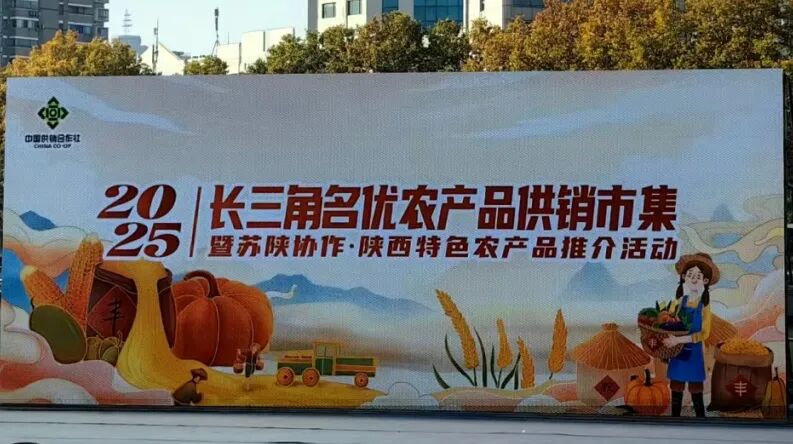 中国供销合作社
CHINA CO-OP
2025
长三角名优农产品供销市集
暨苏陕协作·陕西特色农产品推介活动
丰
丰